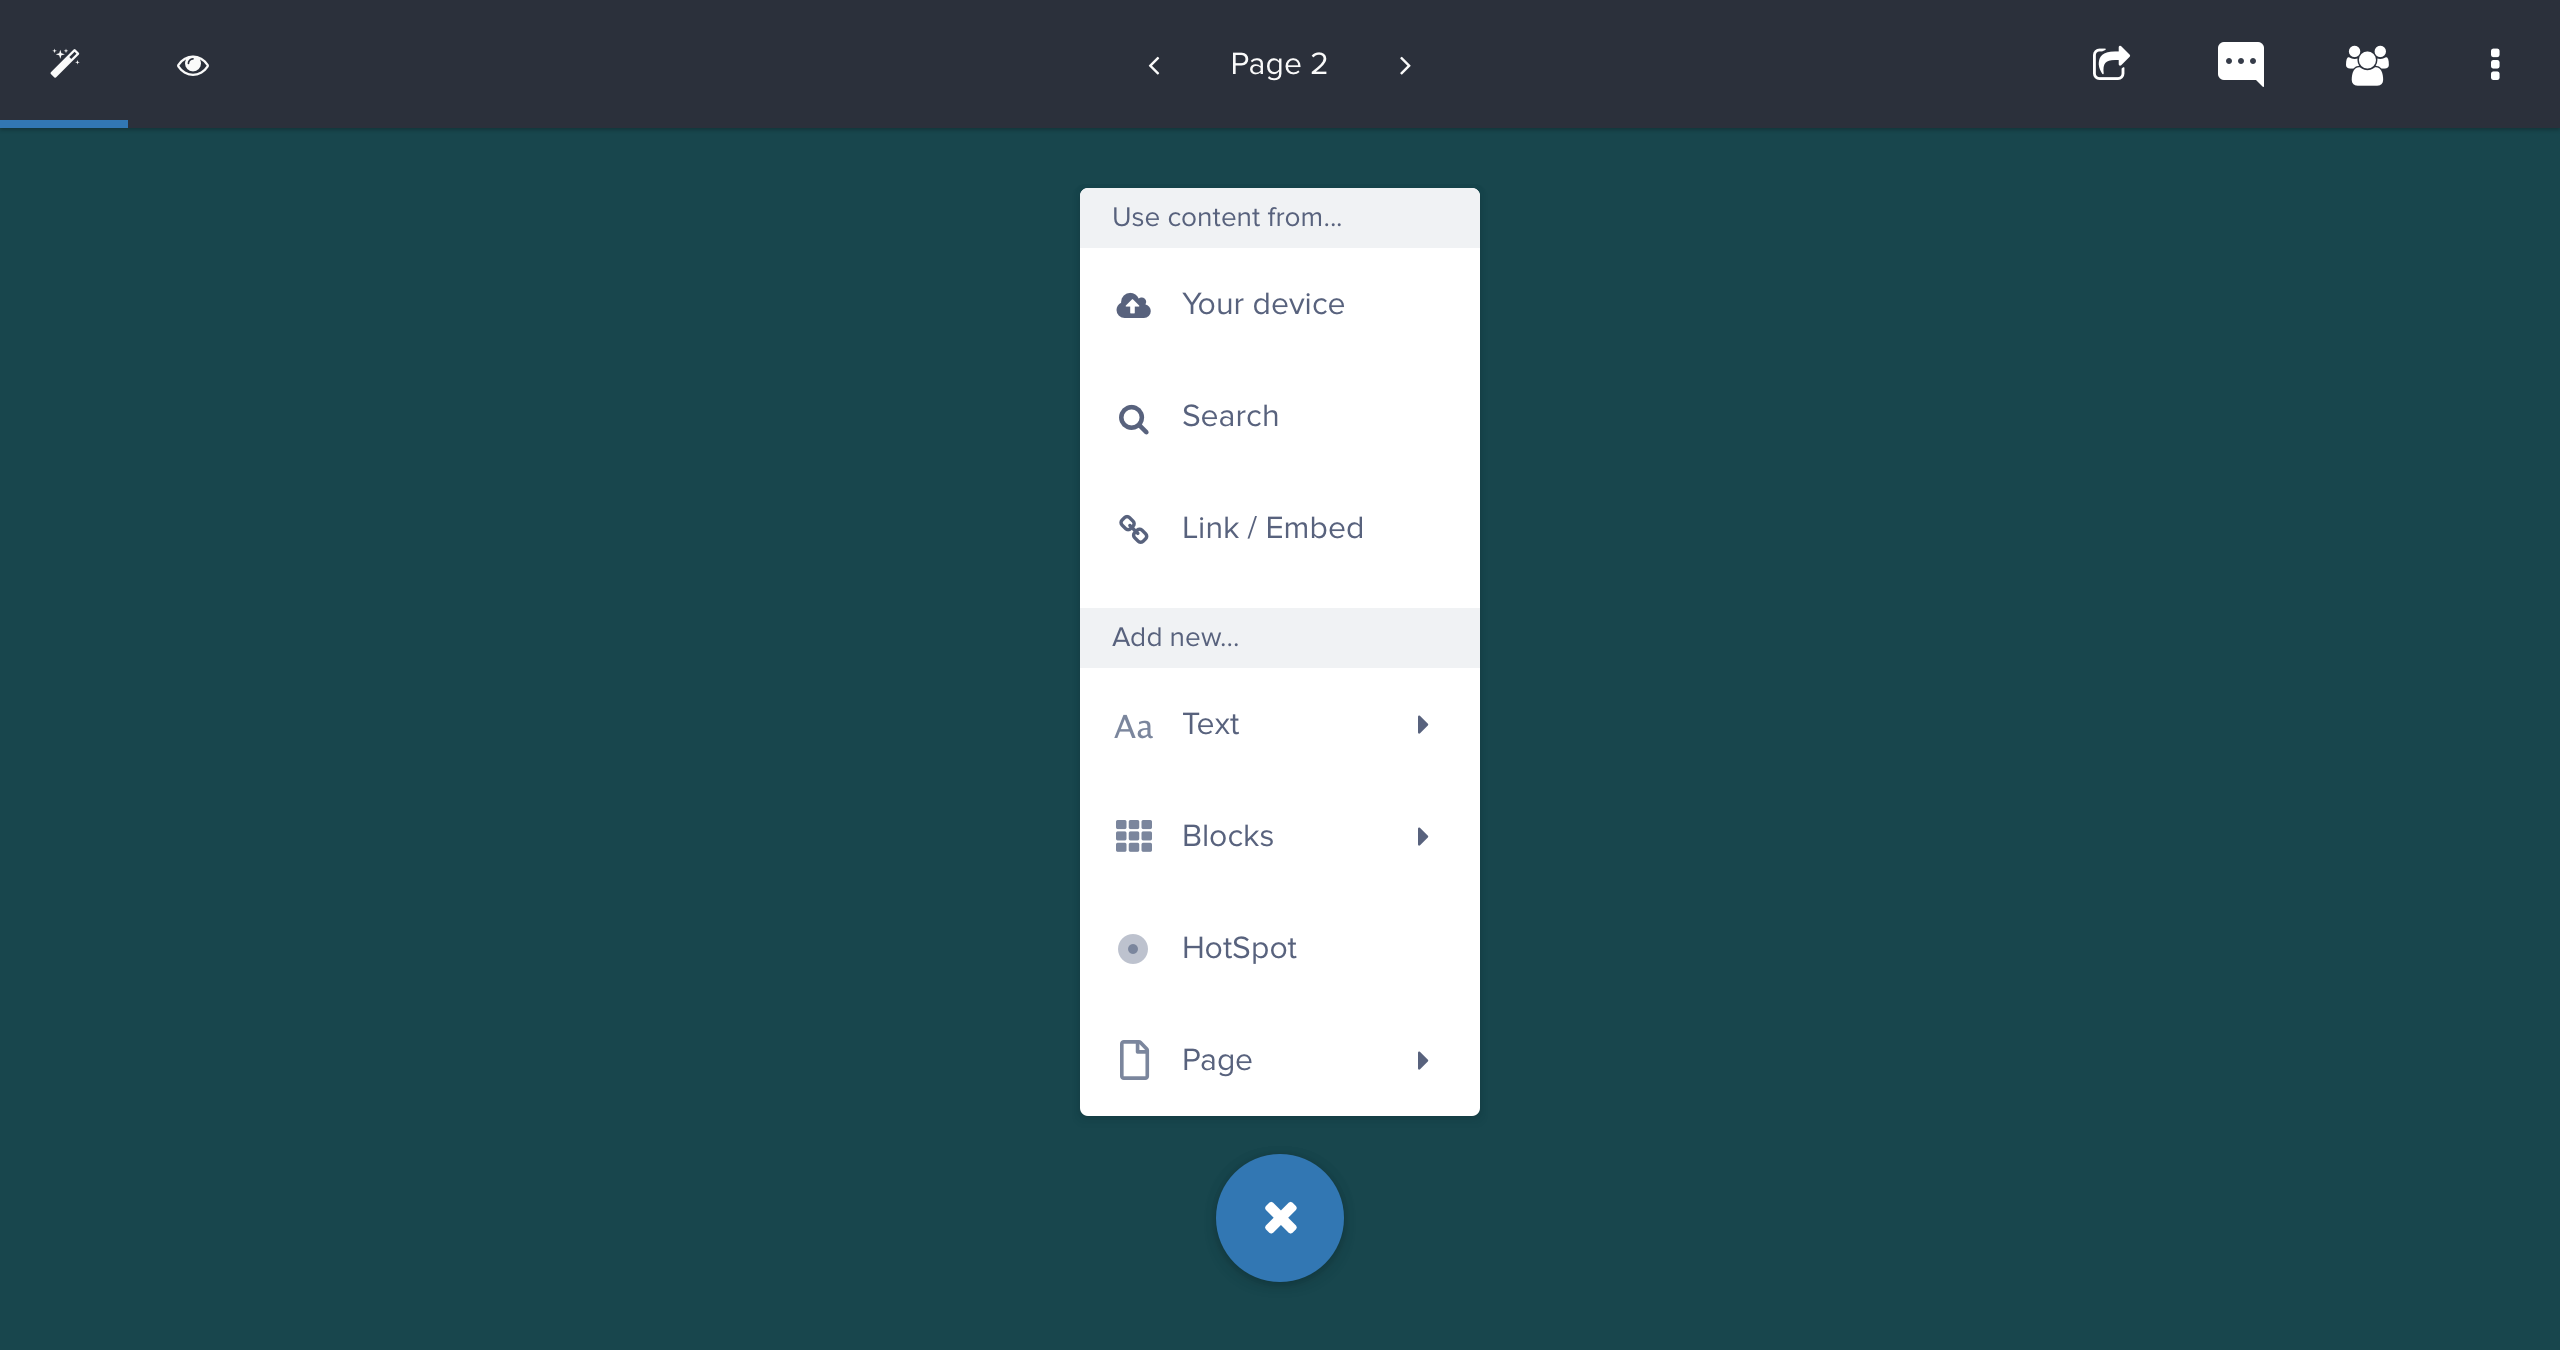 Page 2
Use content from...
Your device
Search
Link / Embed
Add new...
Aa Text
Blocks
HotSpot
Page